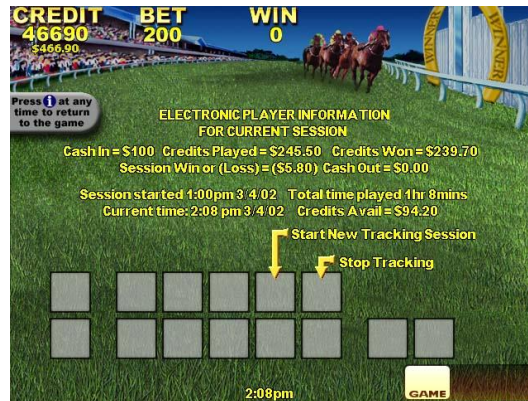 CREDIT BET WIN
46690 200 0
$466.90
WINNER WINNER
Press i at any
time to return
to the game
ELECTRONIC PLAYER INFORMATION
FOR CURRENT SESSION
Cash In = $100 Credits Played = $245.50 Credits Won = $239.70
Session Win or (Loss) = ($5.80) Cash Out = $0.00
Session started 1:00pm 3/4/02 Total time played 1hr 8mins
Current time: 2:08 pm 3/4/02 Credits Avail = $94.20
Start New Tracking Session
Stop Tracking
2:08pm
GAME